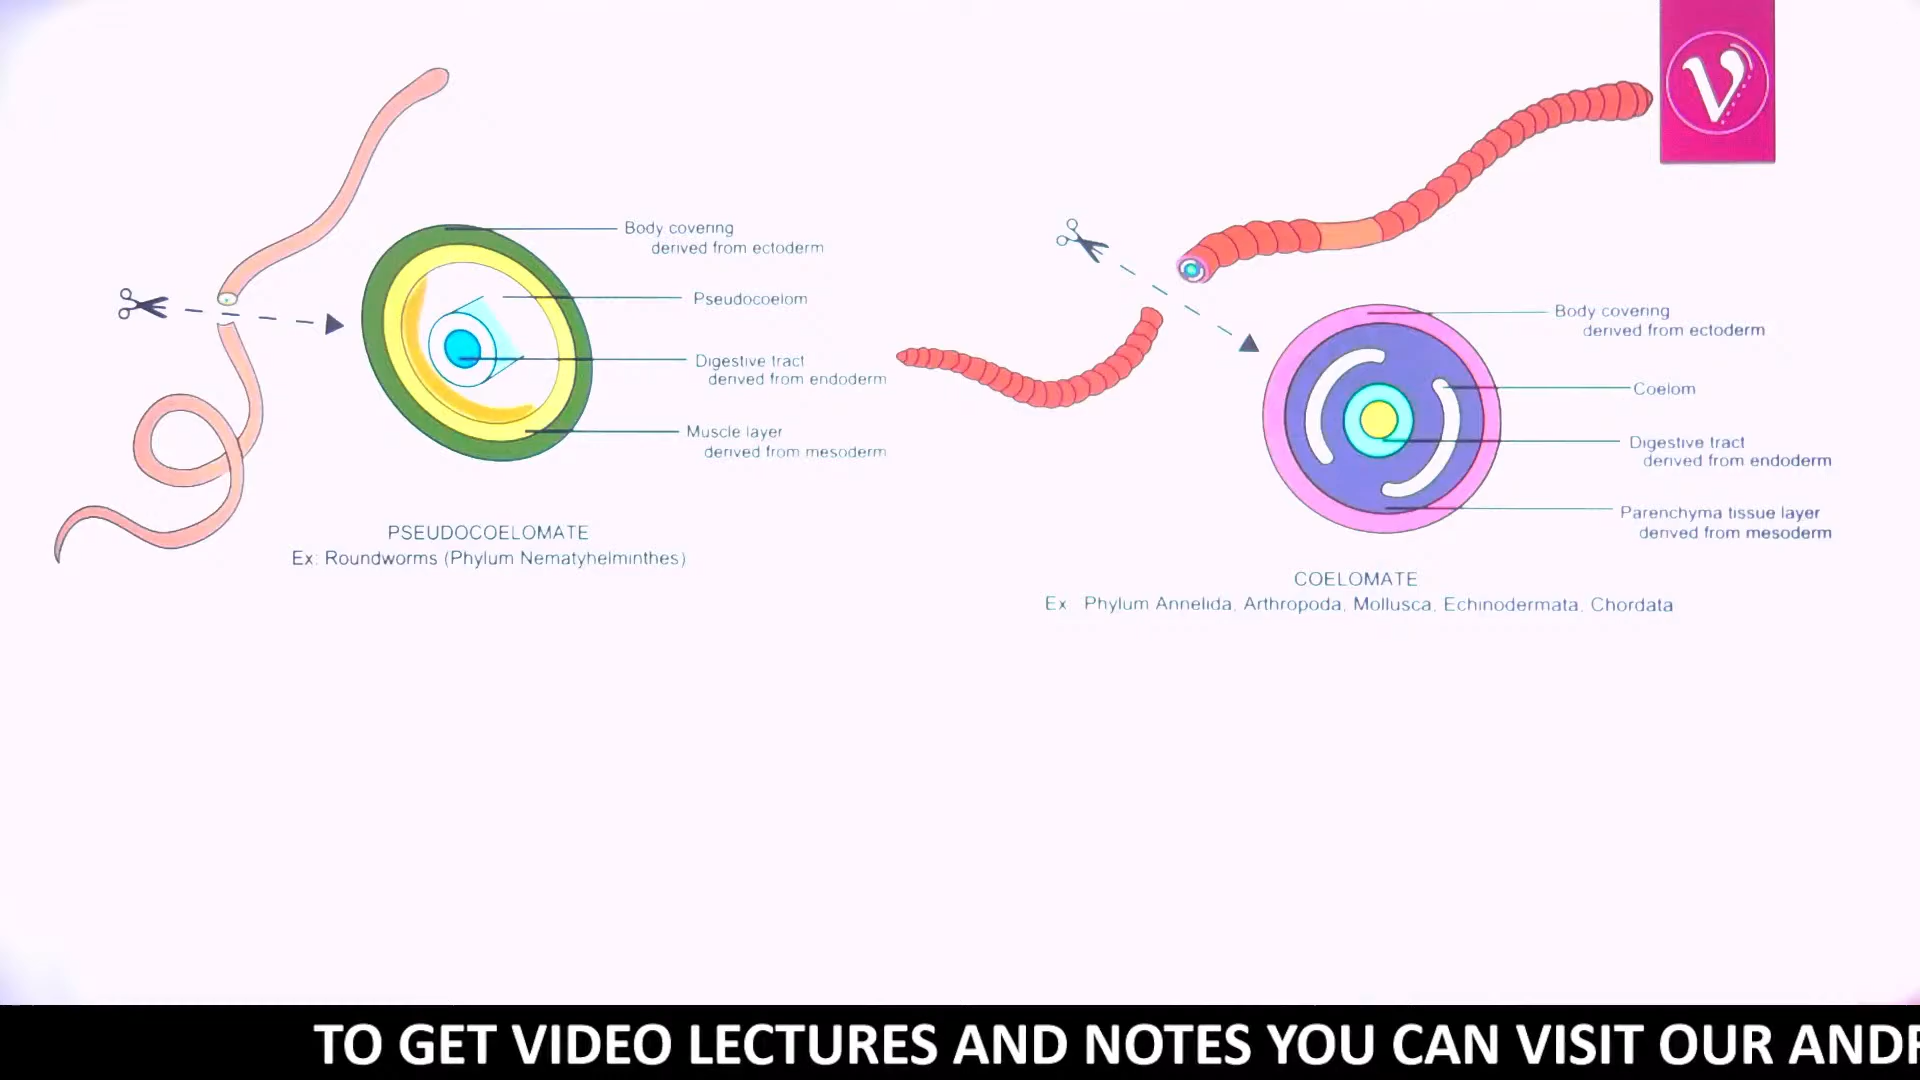 V
Body covering
derived from ectoderm
Pseudocoelom
Digestive tract
derived from endoderm
Muscle layer
derived from mesoderm
PSEUDOCOELOMATE
Ex: Roundworms (Phylum Nematyhelminthes)
Body covering
derived from ectoderm
Coelom
Digestive tract
derived from endoderm
Parenchyma tissue layer
derived from mesoderm
COELOMATE
Ex Phylum Annelida, Arthropoda, Mollusca, Echinodermata, Chordata
TO GET VIDEO LECTURES AND NOTES YOU CAN VISIT OUR